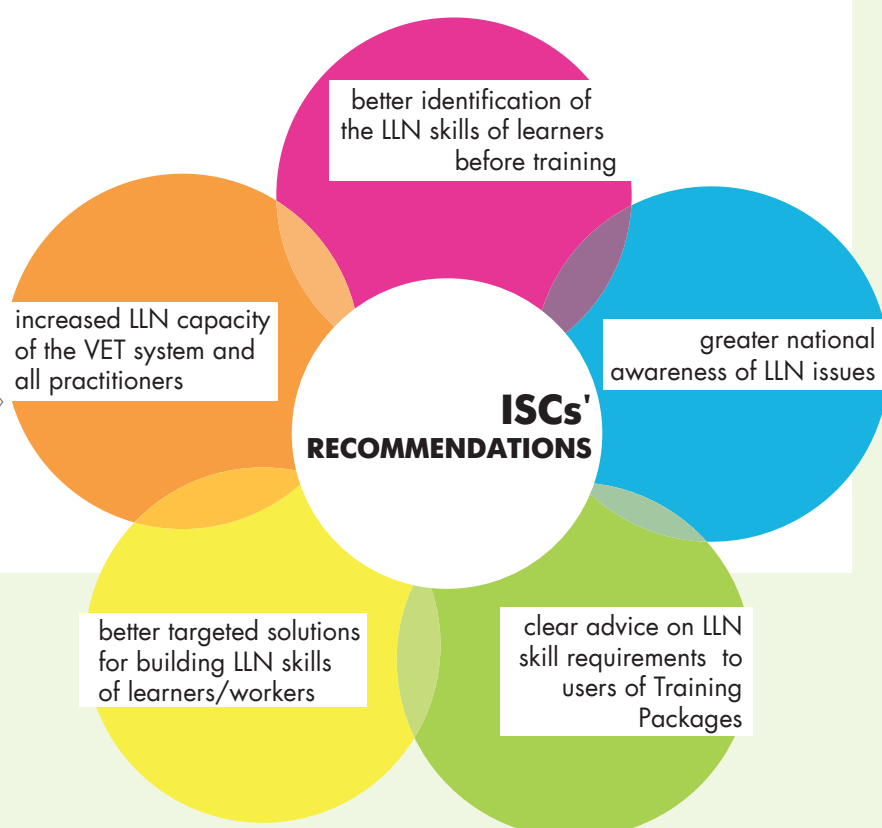 better identification of
the LLN skills of learners
before training
increased LLN capacity
of the VET system and
all practitioners
greater national
awareness of LLN issues
ISCs'
RECOMMENDATIONS
better targeted solutions
for building LLN skills
of learners/workers
clear advice on LLN
skill requirements to
users of Training
Packages